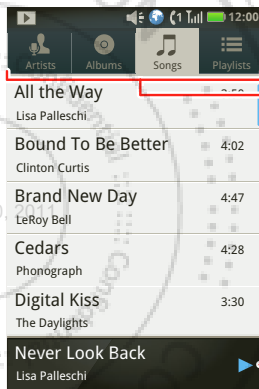 12:00
Artists Albums Songs Playlists
All the Way
Lisa Palleschi
Bound To Be Better 4:02
Clinton Curtis
Brand New Day 4:47
LeRoy Bell
Cedars 4:28
Phonograph
Digital Kiss 3:30
The Daylights
Never Look Back
Lisa Palleschi